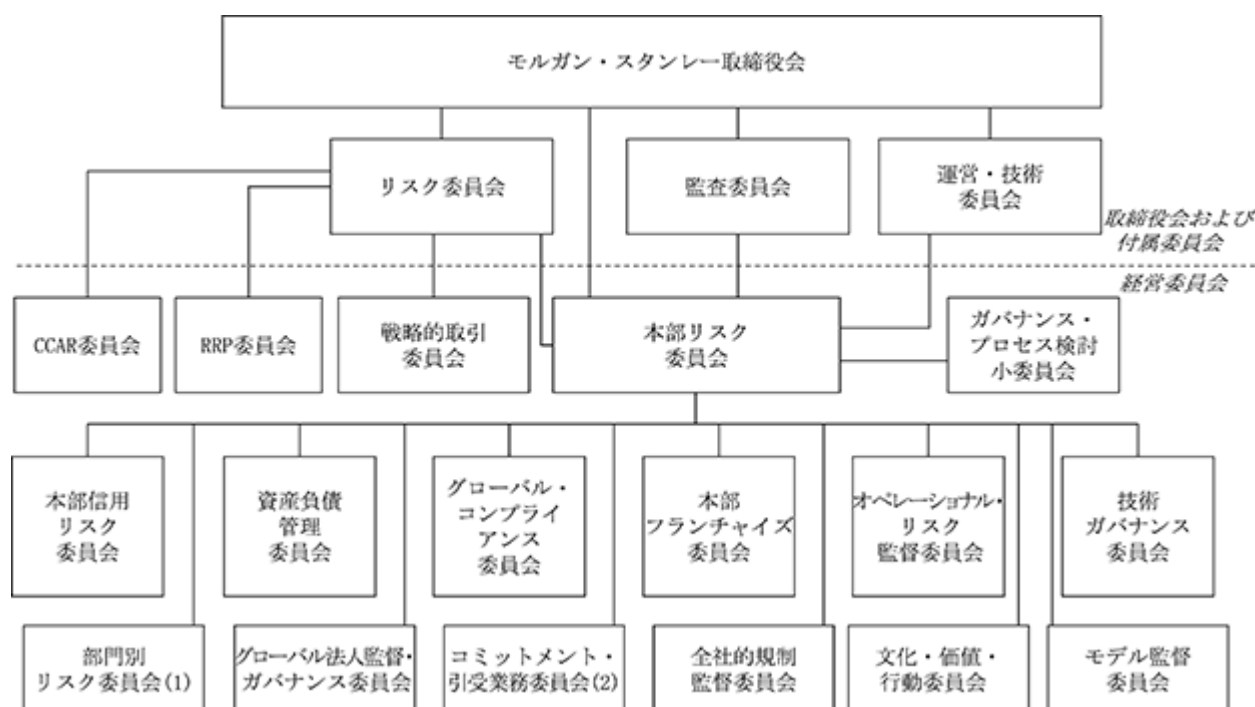 モルガン・スタンレー取締役会
リスク委員会
監査委員会
運営・技術
委員会
取締役会および
付属委員会
経営委員会
CCAR委員会
RRP委員会
戦略的取引
委員会
本部リスク
委員会
ガバナンス・
プロセス検討
小委員会
本部信用
リスク
委員会
資産負債
管理
委員会
グローバル・
コンプライ
アンス
委員会
本部
フランチャイズ
委員会
オペレーショナル・
リスク
監督委員会
技術
ガバナンス
委員会
部門別
リスク委員会(1)
グローバル法人監督・
ガバナンス委員会
コミットメント・
引受業務委員会(2)
全社的規制
監督委員会
文化・価値・
行動委員会
モデル監督
委員会